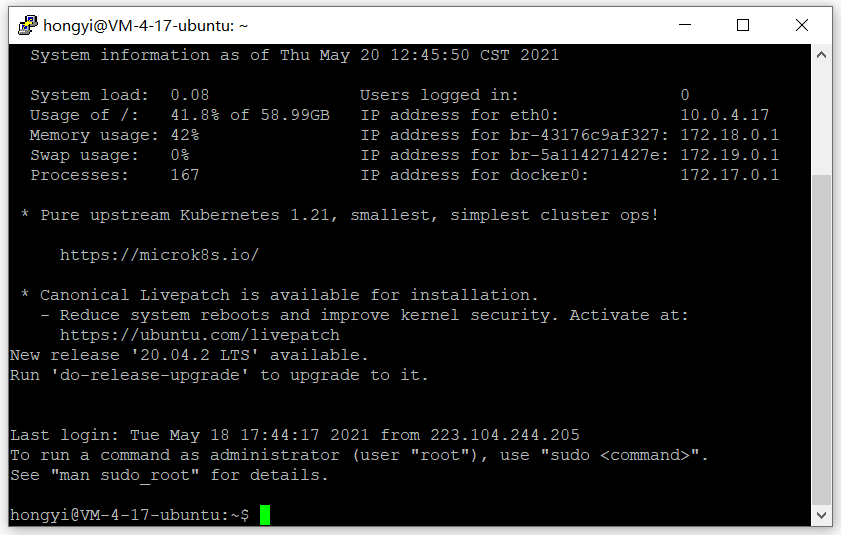 hongyi@VM-4-17-ubuntu: ~
System information as of Thu May 20 12:45:50 CST 2021
System load:  0.08                Users logged in:                0
Usage of /:   41.8% of 58.99GB   IP address for eth0:            10.0.4.17
Memory usage: 42%                IP address for br-43176c9af327: 172.18.0.1
Swap usage:   0%                 IP address for br-5a114271427e: 172.19.0.1
Processes:    167                IP address for docker0:         172.17.0.1
* Pure upstream Kubernetes 1.21, smallest, simplest cluster ops!
https://microk8s.io/
* Canonical Livepatch is available for installation.
- Reduce system reboots and improve kernel security. Activate at:
https://ubuntu.com/livepatch
New release '20.04.2 LTS' available.
Run 'do-release-upgrade' to upgrade to it.
Last login: Tue May 18 17:44:17 2021 from 223.104.244.205
To run a command as administrator (user "root"), use "sudo <command>".
See "man sudo_root" for details.
hongyi@VM-4-17-ubuntu:~$